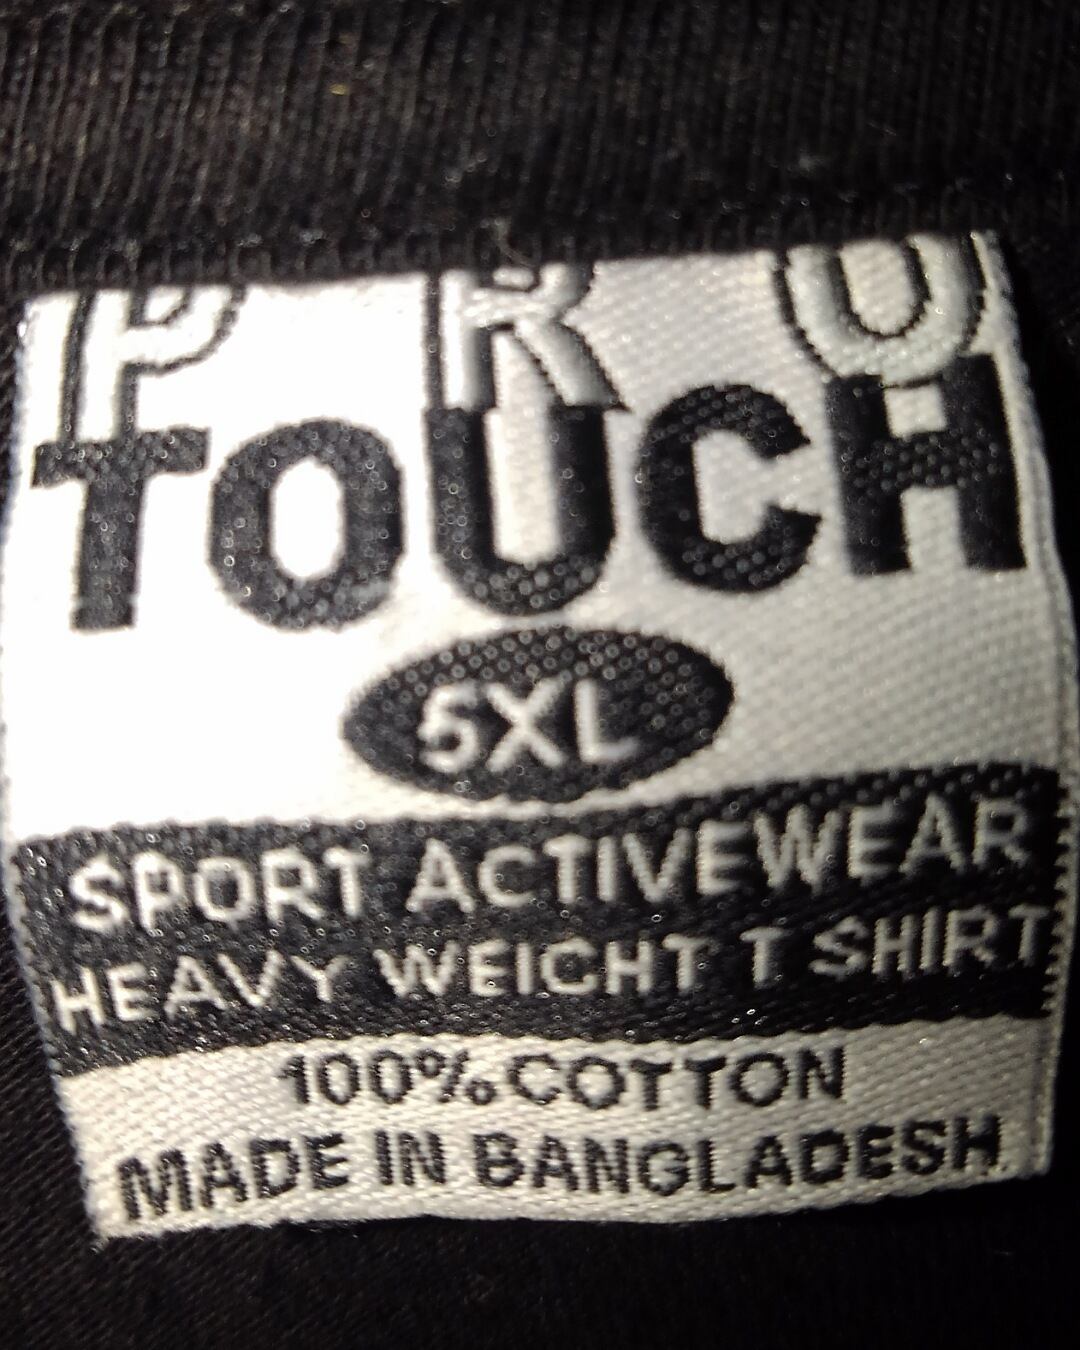 PRO
TOUCH
5XL
SPORT ACTIVEWEAR
HEAVY WEIGHT T SHIRT
100% COTTON
MADE IN BANGLADESH